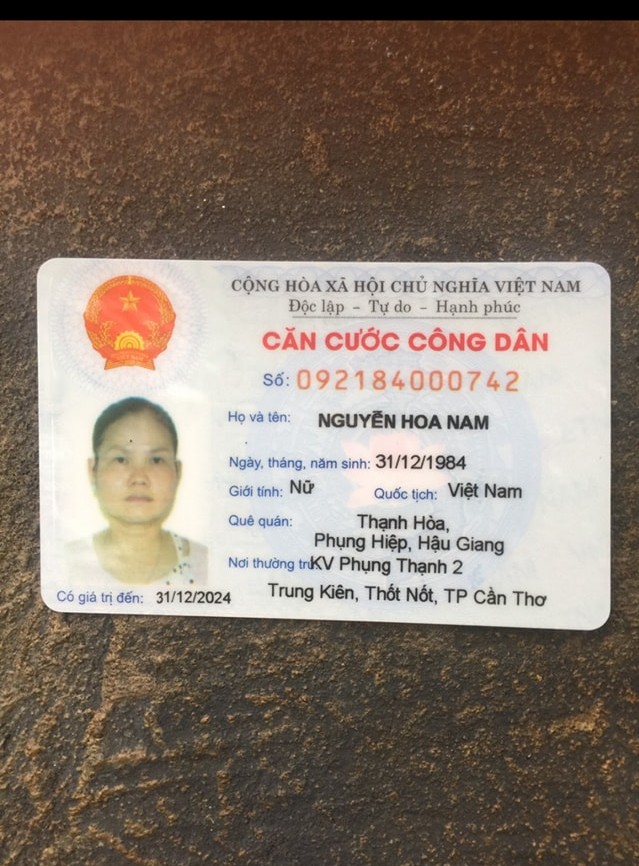 CỘNG HÒA XÃ HỘI CHỦ NGHĨA VIỆT NAM
Độc lập – Tự do – Hạnh phúc
CĂN CƯỚC CÔNG DÂN
Số: 092184000742
Họ và tên: NGUYỄN HOA NAM
Ngày, tháng, năm sinh: 31/12/1984
Giới tính: Nữ Quốc tịch: Việt Nam
Quê quán: Thạnh Hòa,
Phụng Hiệp, Hậu Giang
Nơi thường trú KV Phụng Thạnh 2
Trung Kiên, Thốt Nốt, TP Cần Thơ
Có giá trị đến: 31/12/2024